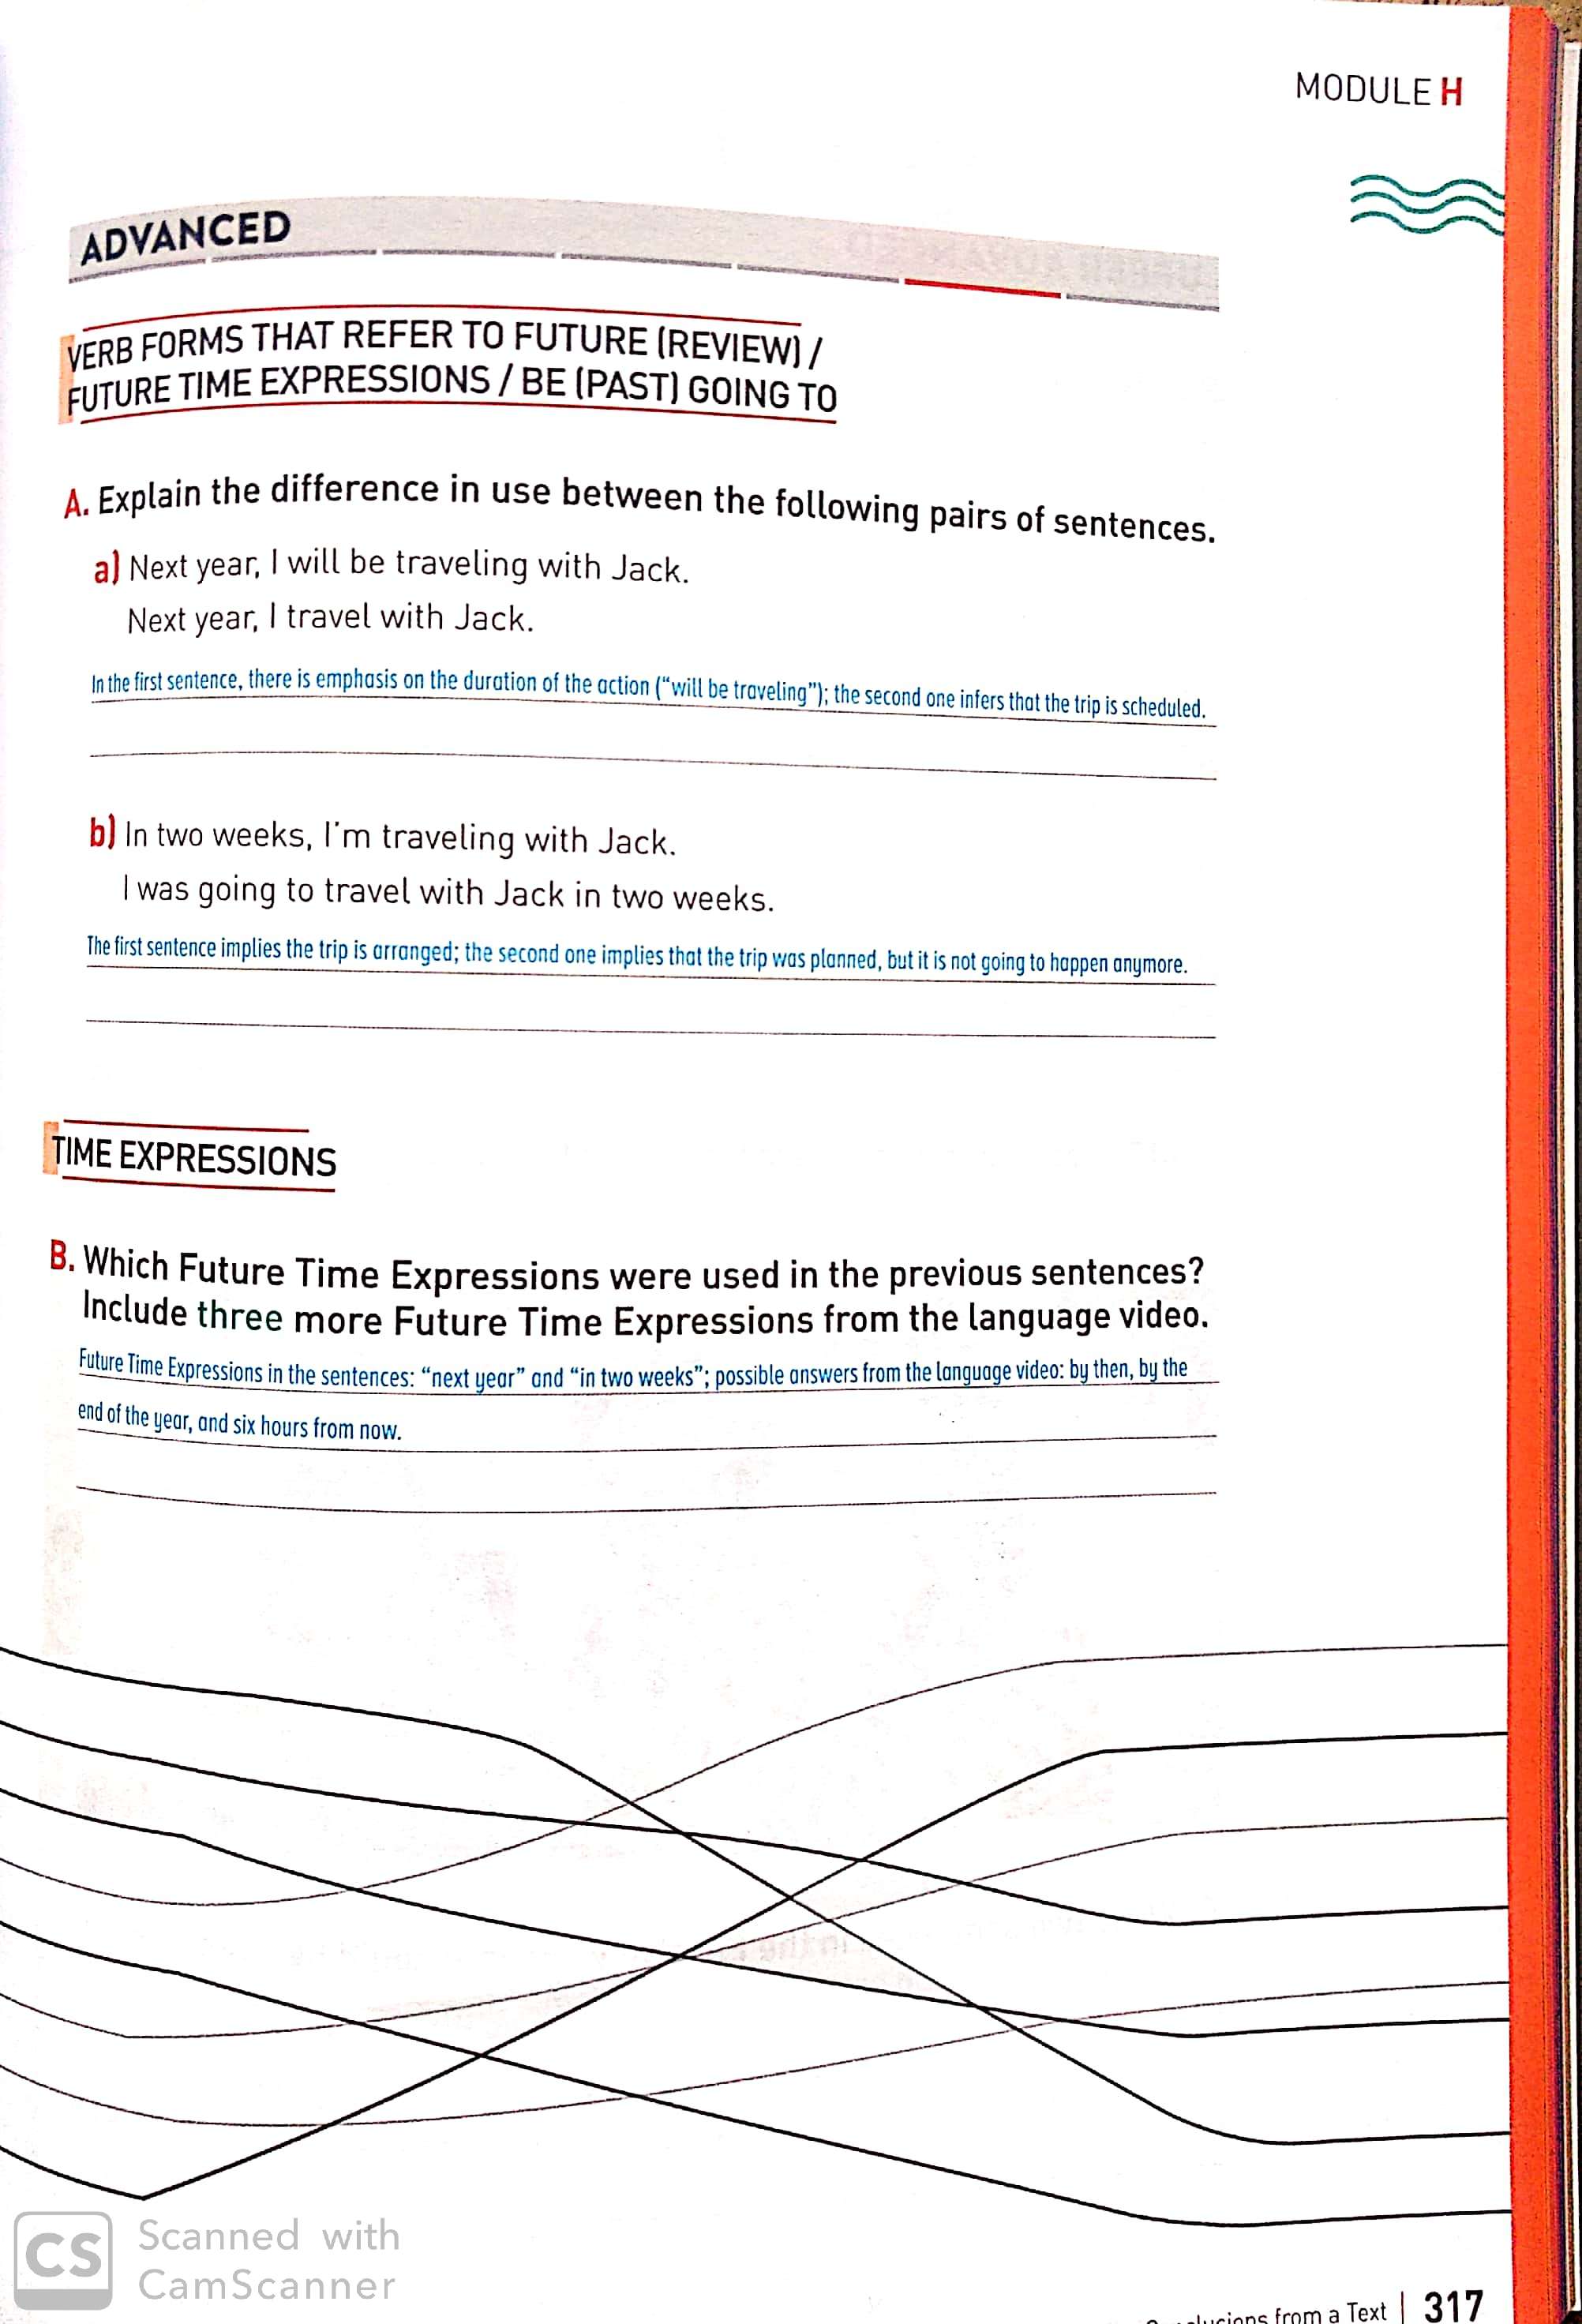 MODULE H
ADVANCED
VERB FORMS THAT REFER TO FUTURE (REVIEW) /
FUTURE TIME EXPRESSIONS / BE (PAST) GOING TO
A. Explain the difference in use between the following pairs of sentences.
a) Next year, I will be traveling with Jack.
Next year, I travel with Jack.
In the first sentence, there is emphasis on the duration of the action (“will be traveling”); the second one infers that the trip is scheduled.
b) In two weeks, I'm traveling with Jack.
I was going to travel with Jack in two weeks.
The first sentence implies the trip is arranged; the second one implies that the trip was planned, but it is not going to happen anymore.
TIME EXPRESSIONS
B. Which Future Time Expressions were used in the previous sentences?
Include three more Future Time Expressions from the language video.
Future Time Expressions in the sentences: “next year” and “in two weeks”; possible answers from the language video: by then, by the
end of the year, and six hours from now.
CS Scanned with
CamScanner
from a Text | 317